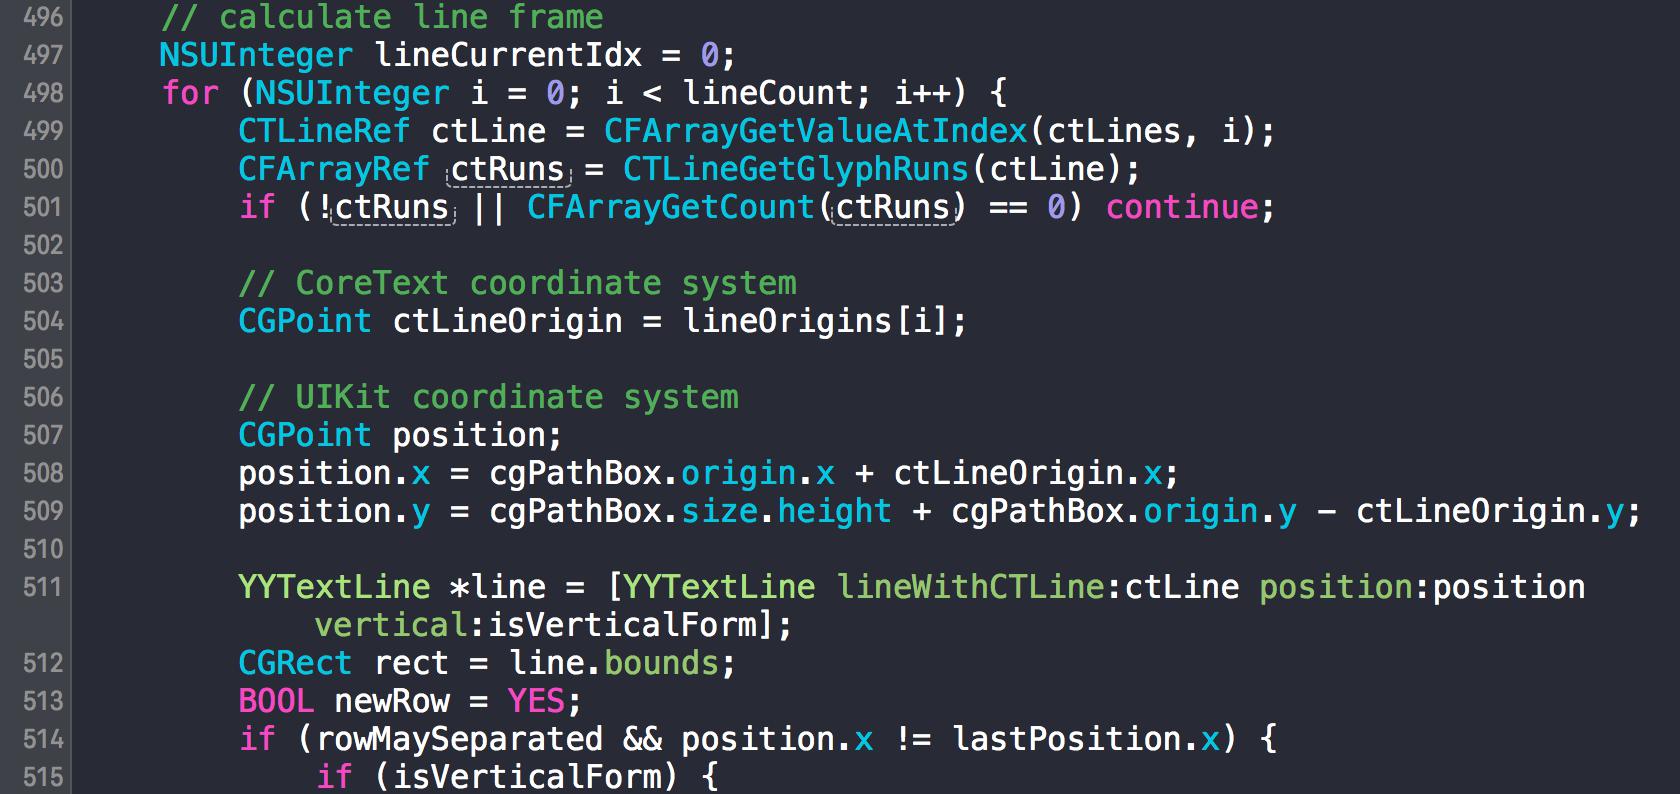 496 // calculate line frame
497 NSUInteger lineCurrentIdx = 0;
498 for (NSUInteger i = 0; i < lineCount; i++) {
499 CTLineRef ctLine = CFArrayGetValueAtIndex(ctLines, i);
500 CFArrayRef ctRuns = CTLineGetGlyphRuns(ctLine);
501 if (!ctRuns || CFArrayGetCount(ctRuns) == 0) continue;
502
503 // CoreText coordinate system
504 CGPoint ctLineOrigin = lineOrigins[i];
505
506 // UIKit coordinate system
507 CGPoint position;
508 position.x = cgPathBox.origin.x + ctLineOrigin.x;
509 position.y = cgPathBox.size.height + cgPathBox.origin.y - ctLineOrigin.y;
510
511 YYTextLine *line = [YYTextLine lineWithCTLine:ctLine position:position
vertical:isVerticalForm];
512 CGRect rect = line.bounds;
513 BOOL newRow = YES;
514 if (rowMaySeparated && position.x != lastPosition.x) {
515 if (isVerticalForm) {